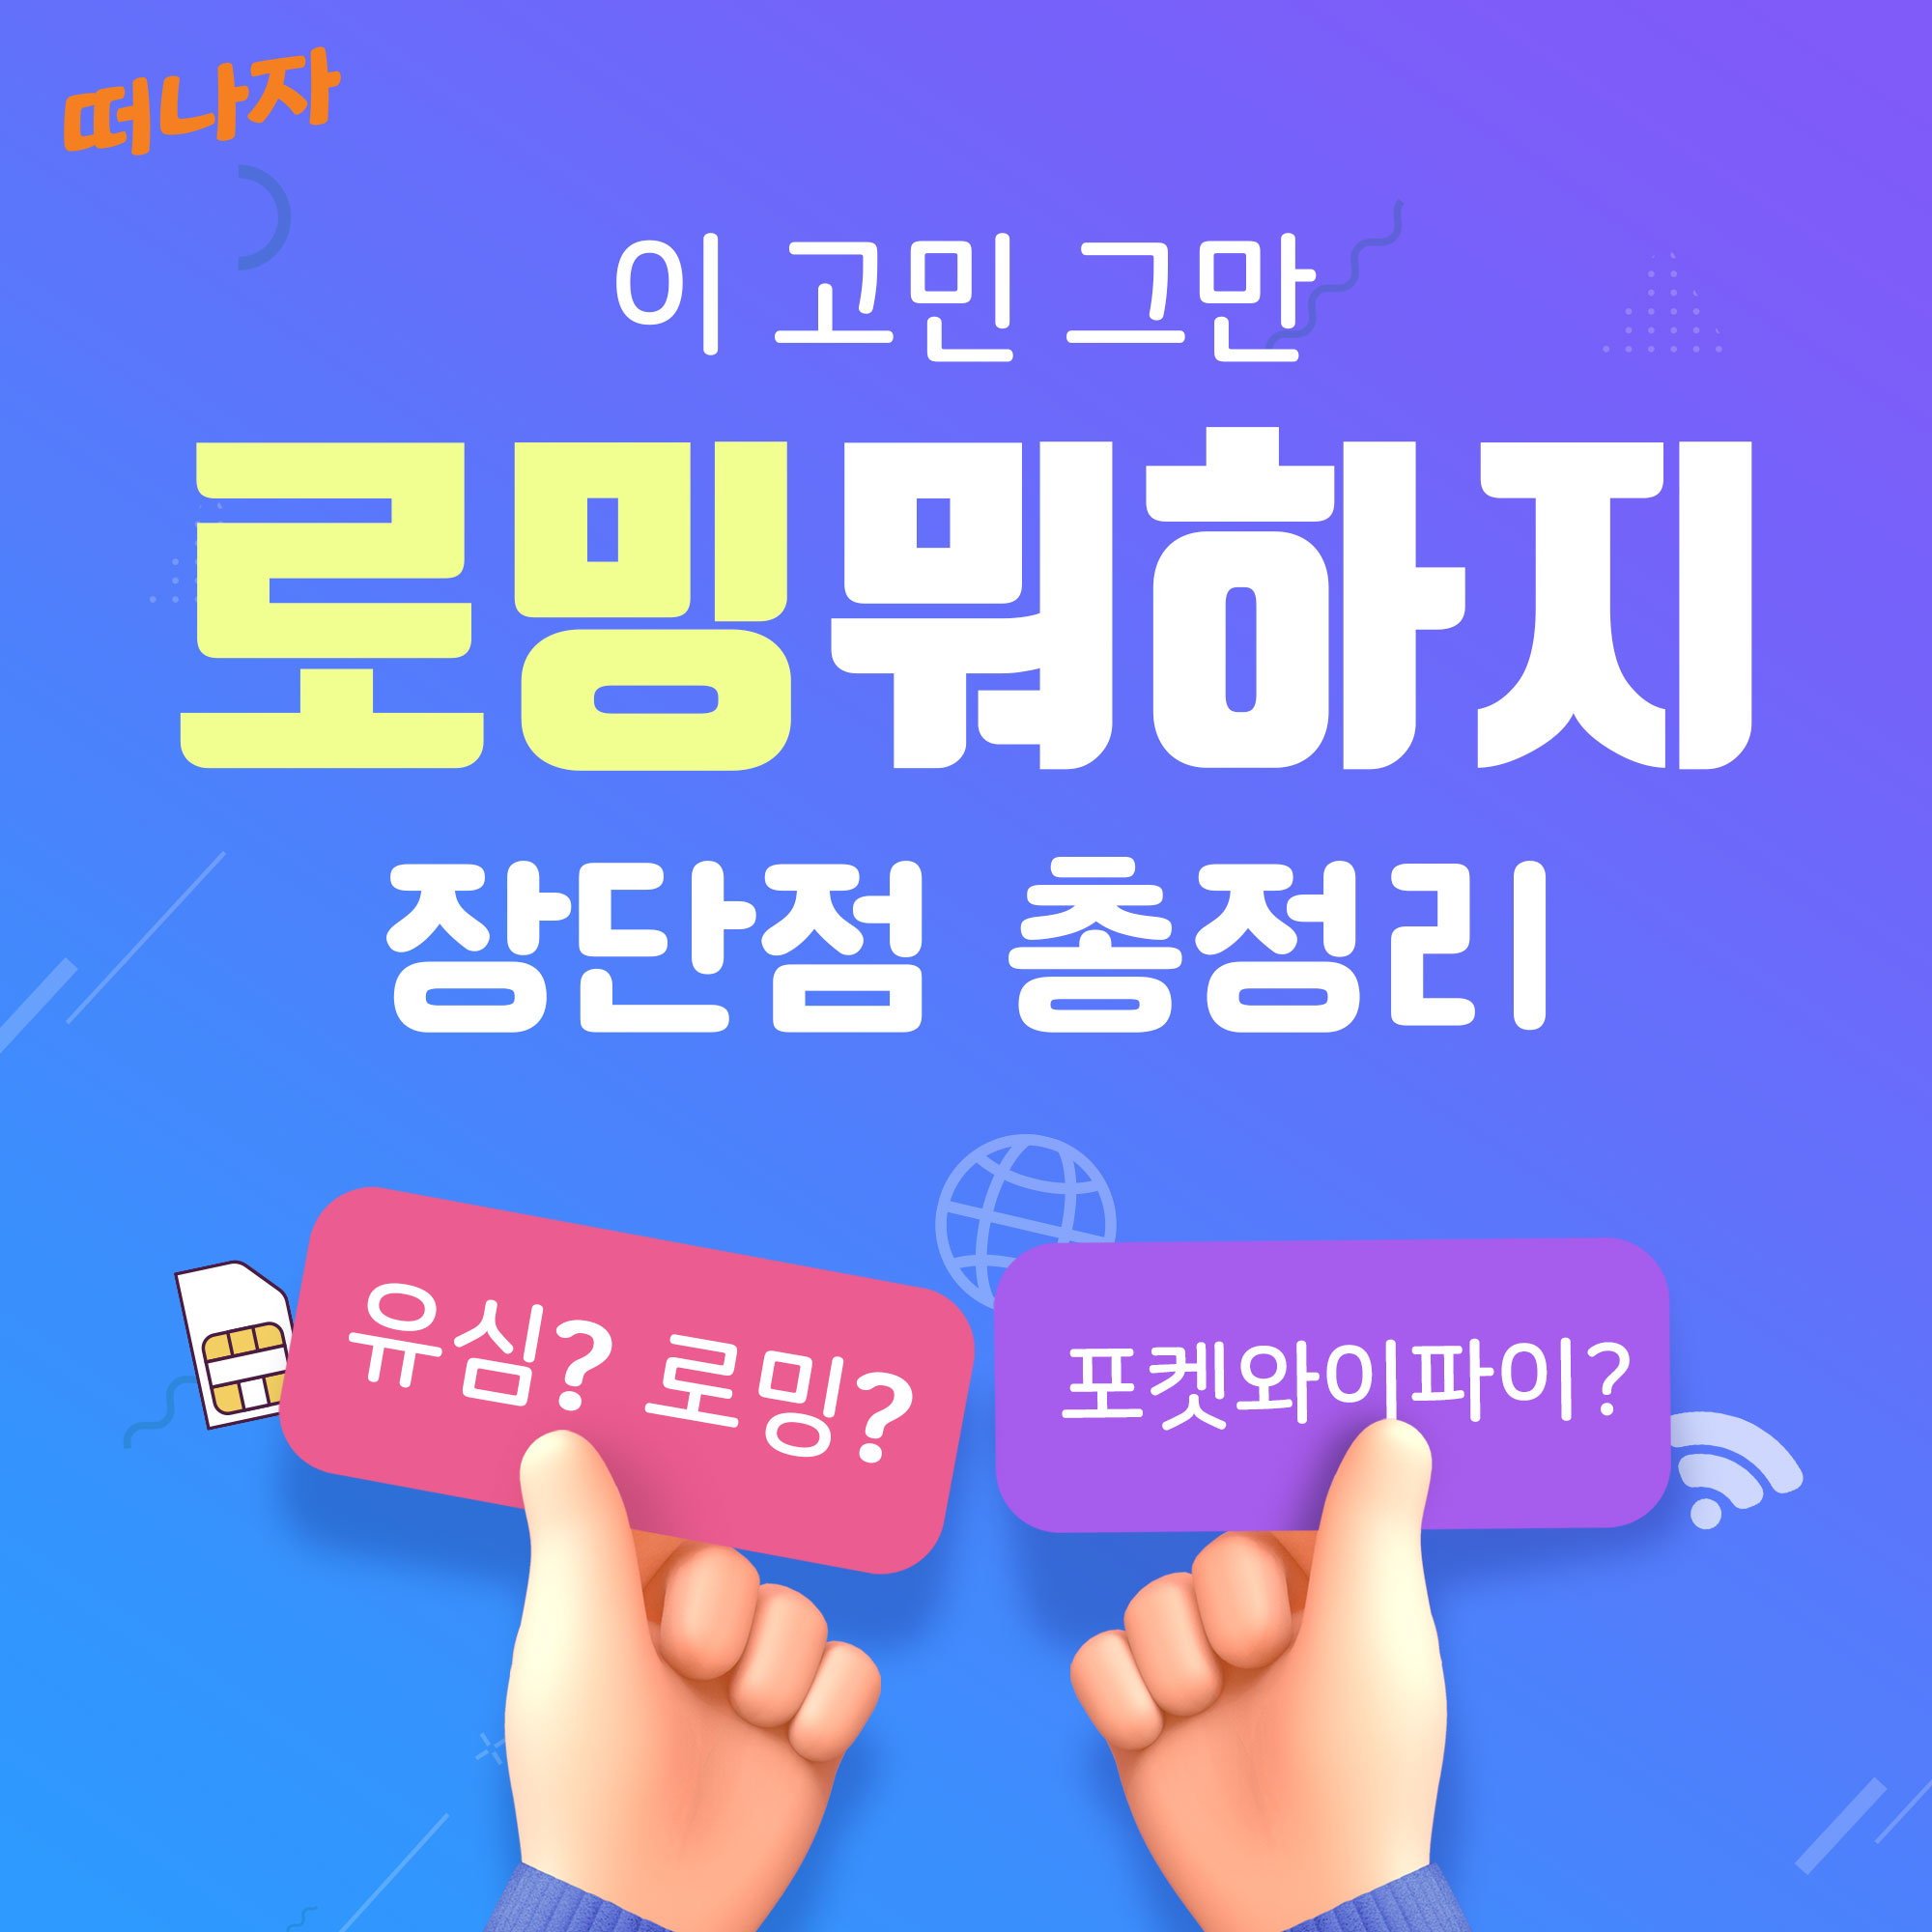 떠나자
이 고민 그만
로밍뭐하지
장단점 총정리
유심? 로밍?
포켓와이파이?